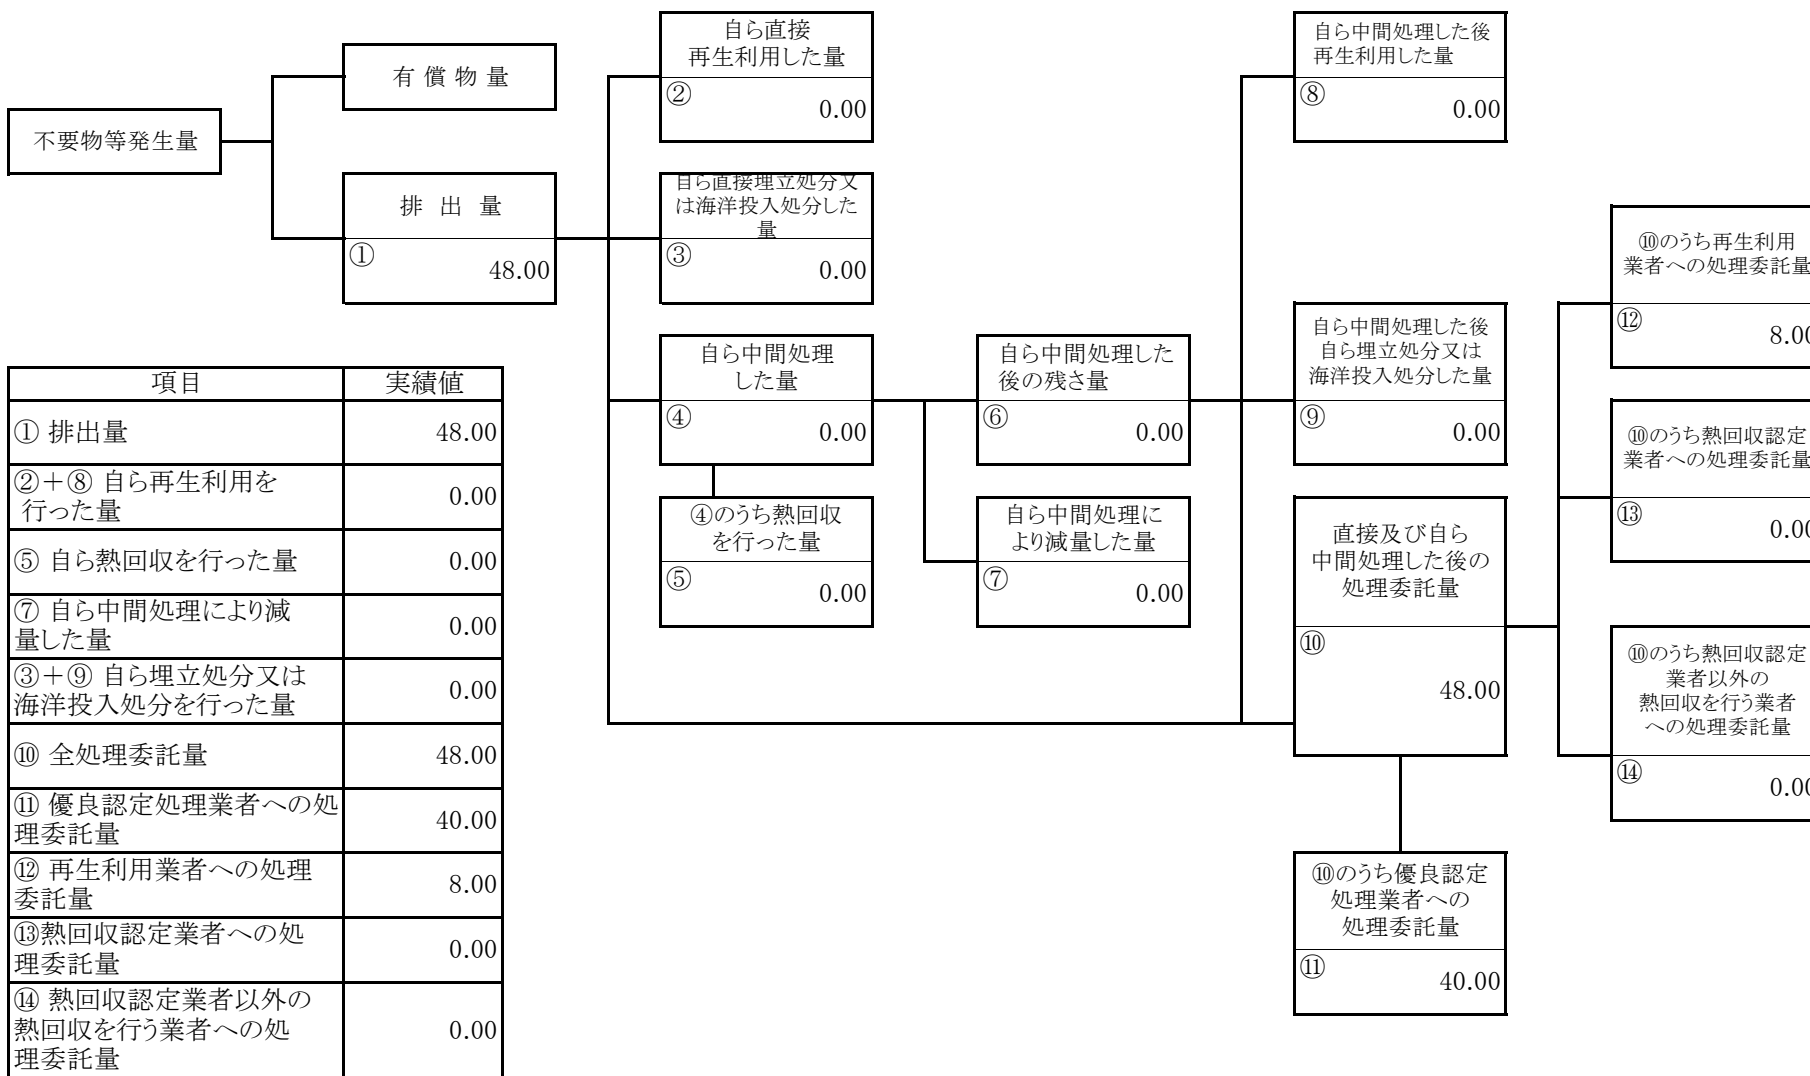 不要物等発生量
有 償 物 量
排 出 量
①
48.00
自ら直接
再生利用した量
②
0.00
自ら直接埋立処分又
は海洋投入処分した
量
③
0.00
自ら中間処理
した量
④
0.00
④のうち熱回収
を行った量
⑤
0.00
自ら中間処理した
後の残さ量
⑥
0.00
自ら中間処理に
より減量した量
⑦
0.00
自ら中間処理した後
再生利用した量
⑧
0.00
自ら中間処理した後
自ら埋立処分又は
海洋投入処分した量
⑨
0.00
直接及び自ら
中間処理した後の
処理委託量
⑩
48.00
⑩のうち優良認定
処理業者への
処理委託量
⑪
40.00
⑩のうち再生利用
業者への処理委託量
⑫
8.00
⑩のうち熱回収認定
業者への処理委託量
⑬
0.00
⑩のうち熱回収認定
業者以外の
熱回収を行う業者
への処理委託量
⑭
0.00
項目 実績値
① 排出量 48.00
②+⑧ 自ら再生利用を
行った量 0.00
⑤ 自ら熱回収を行った量 0.00
⑦ 自ら中間処理により減
量した量 0.00
③+⑨ 自ら埋立処分又は
海洋投入処分を行った量 0.00
⑩ 全処理委託量 48.00
⑪ 優良認定処理業者への処
理委託量 40.00
⑫ 再生利用業者への処理
委託量 8.00
⑬熱回収認定業者への処
理委託量 0.00
⑭ 熱回収認定業者以外の
熱回収を行う業者への処
理委託量 0.00